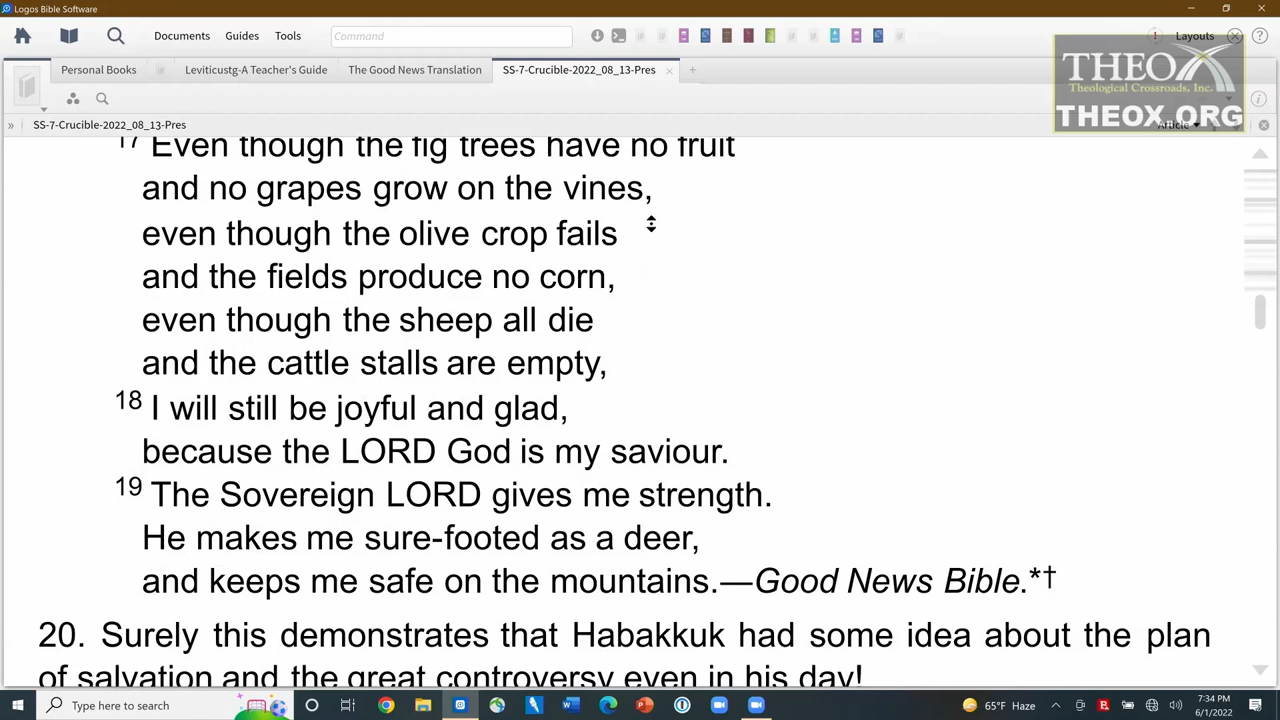 Logos Bible Software
Documents Guides Tools Command Layouts
Personal Books Leviticustg-A Teacher's Guide The Good News Translation SS-7-Crucible-2022_08_13-Pres
THEOX
Theological Crossroads, Inc.
THEOX.ORG
SS-7-Crucible-2022_08_13-Pres Article
17 Even though the fig trees have no fruit
and no grapes grow on the vines,
even though the olive crop fails
and the fields produce no corn,
even though the sheep all die
and the cattle stalls are empty,
18 I will still be joyful and glad,
because the LORD God is my saviour.
19 The Sovereign LORD gives me strength.
He makes me sure-footed as a deer,
and keeps me safe on the mountains.—Good News Bible.*†
20. Surely this demonstrates that Habakkuk had some idea about the plan
of salvation and the great controversy even in his day!
Type here to search 65°F Haze 7:34 PM
6/1/2022